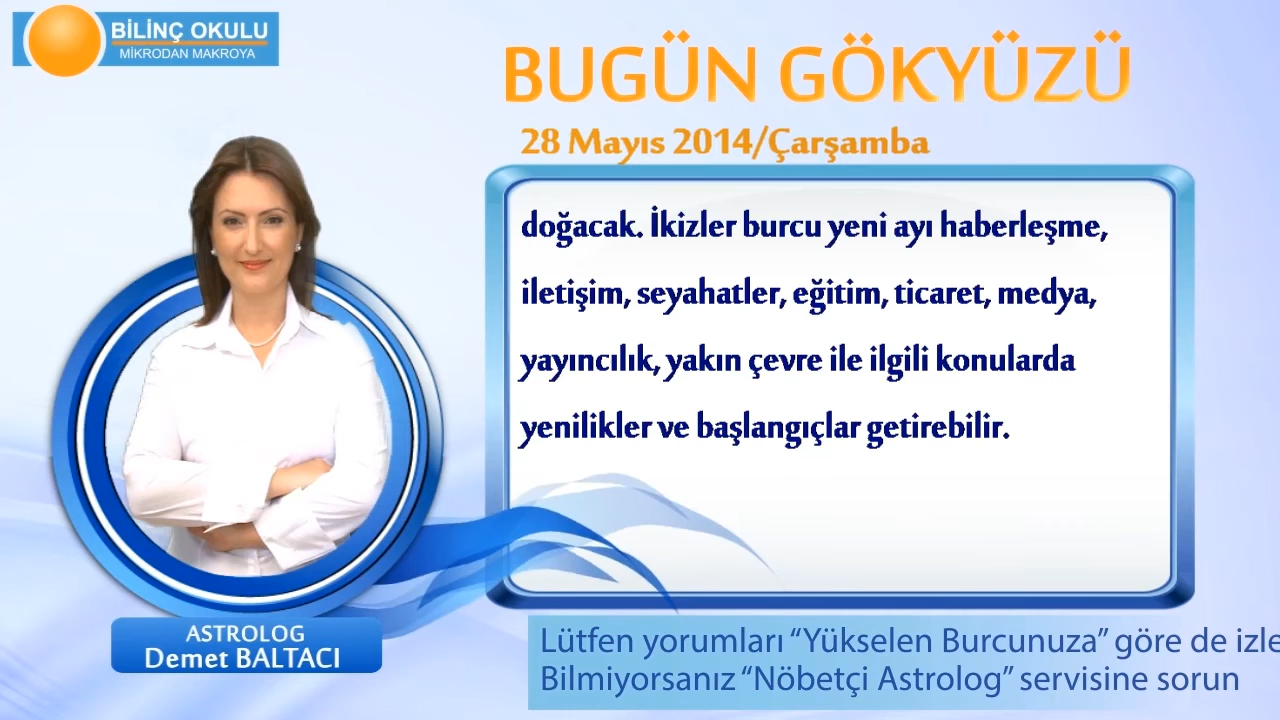 BİLİNÇ OKULU
MİKRODAN MAKROYA
BUGÜN GÖKYÜZÜ
28 Mayıs 2014/Çarşamba
doğacak. İkizler burcu yeni ayı haberleşme,
iletişim, seyahatler, eğitim, ticaret, medya,
yayıncılık, yakın çevre ile ilgili konularda
yenilikler ve başlangıçlar getirebilir.
ASTROLOG
Demet BALTACI
Lütfen yorumları “Yükselen Burcunuza” göre de izle
Bilmiyorsanız “Nöbetçi Astrolog” servisine sorun